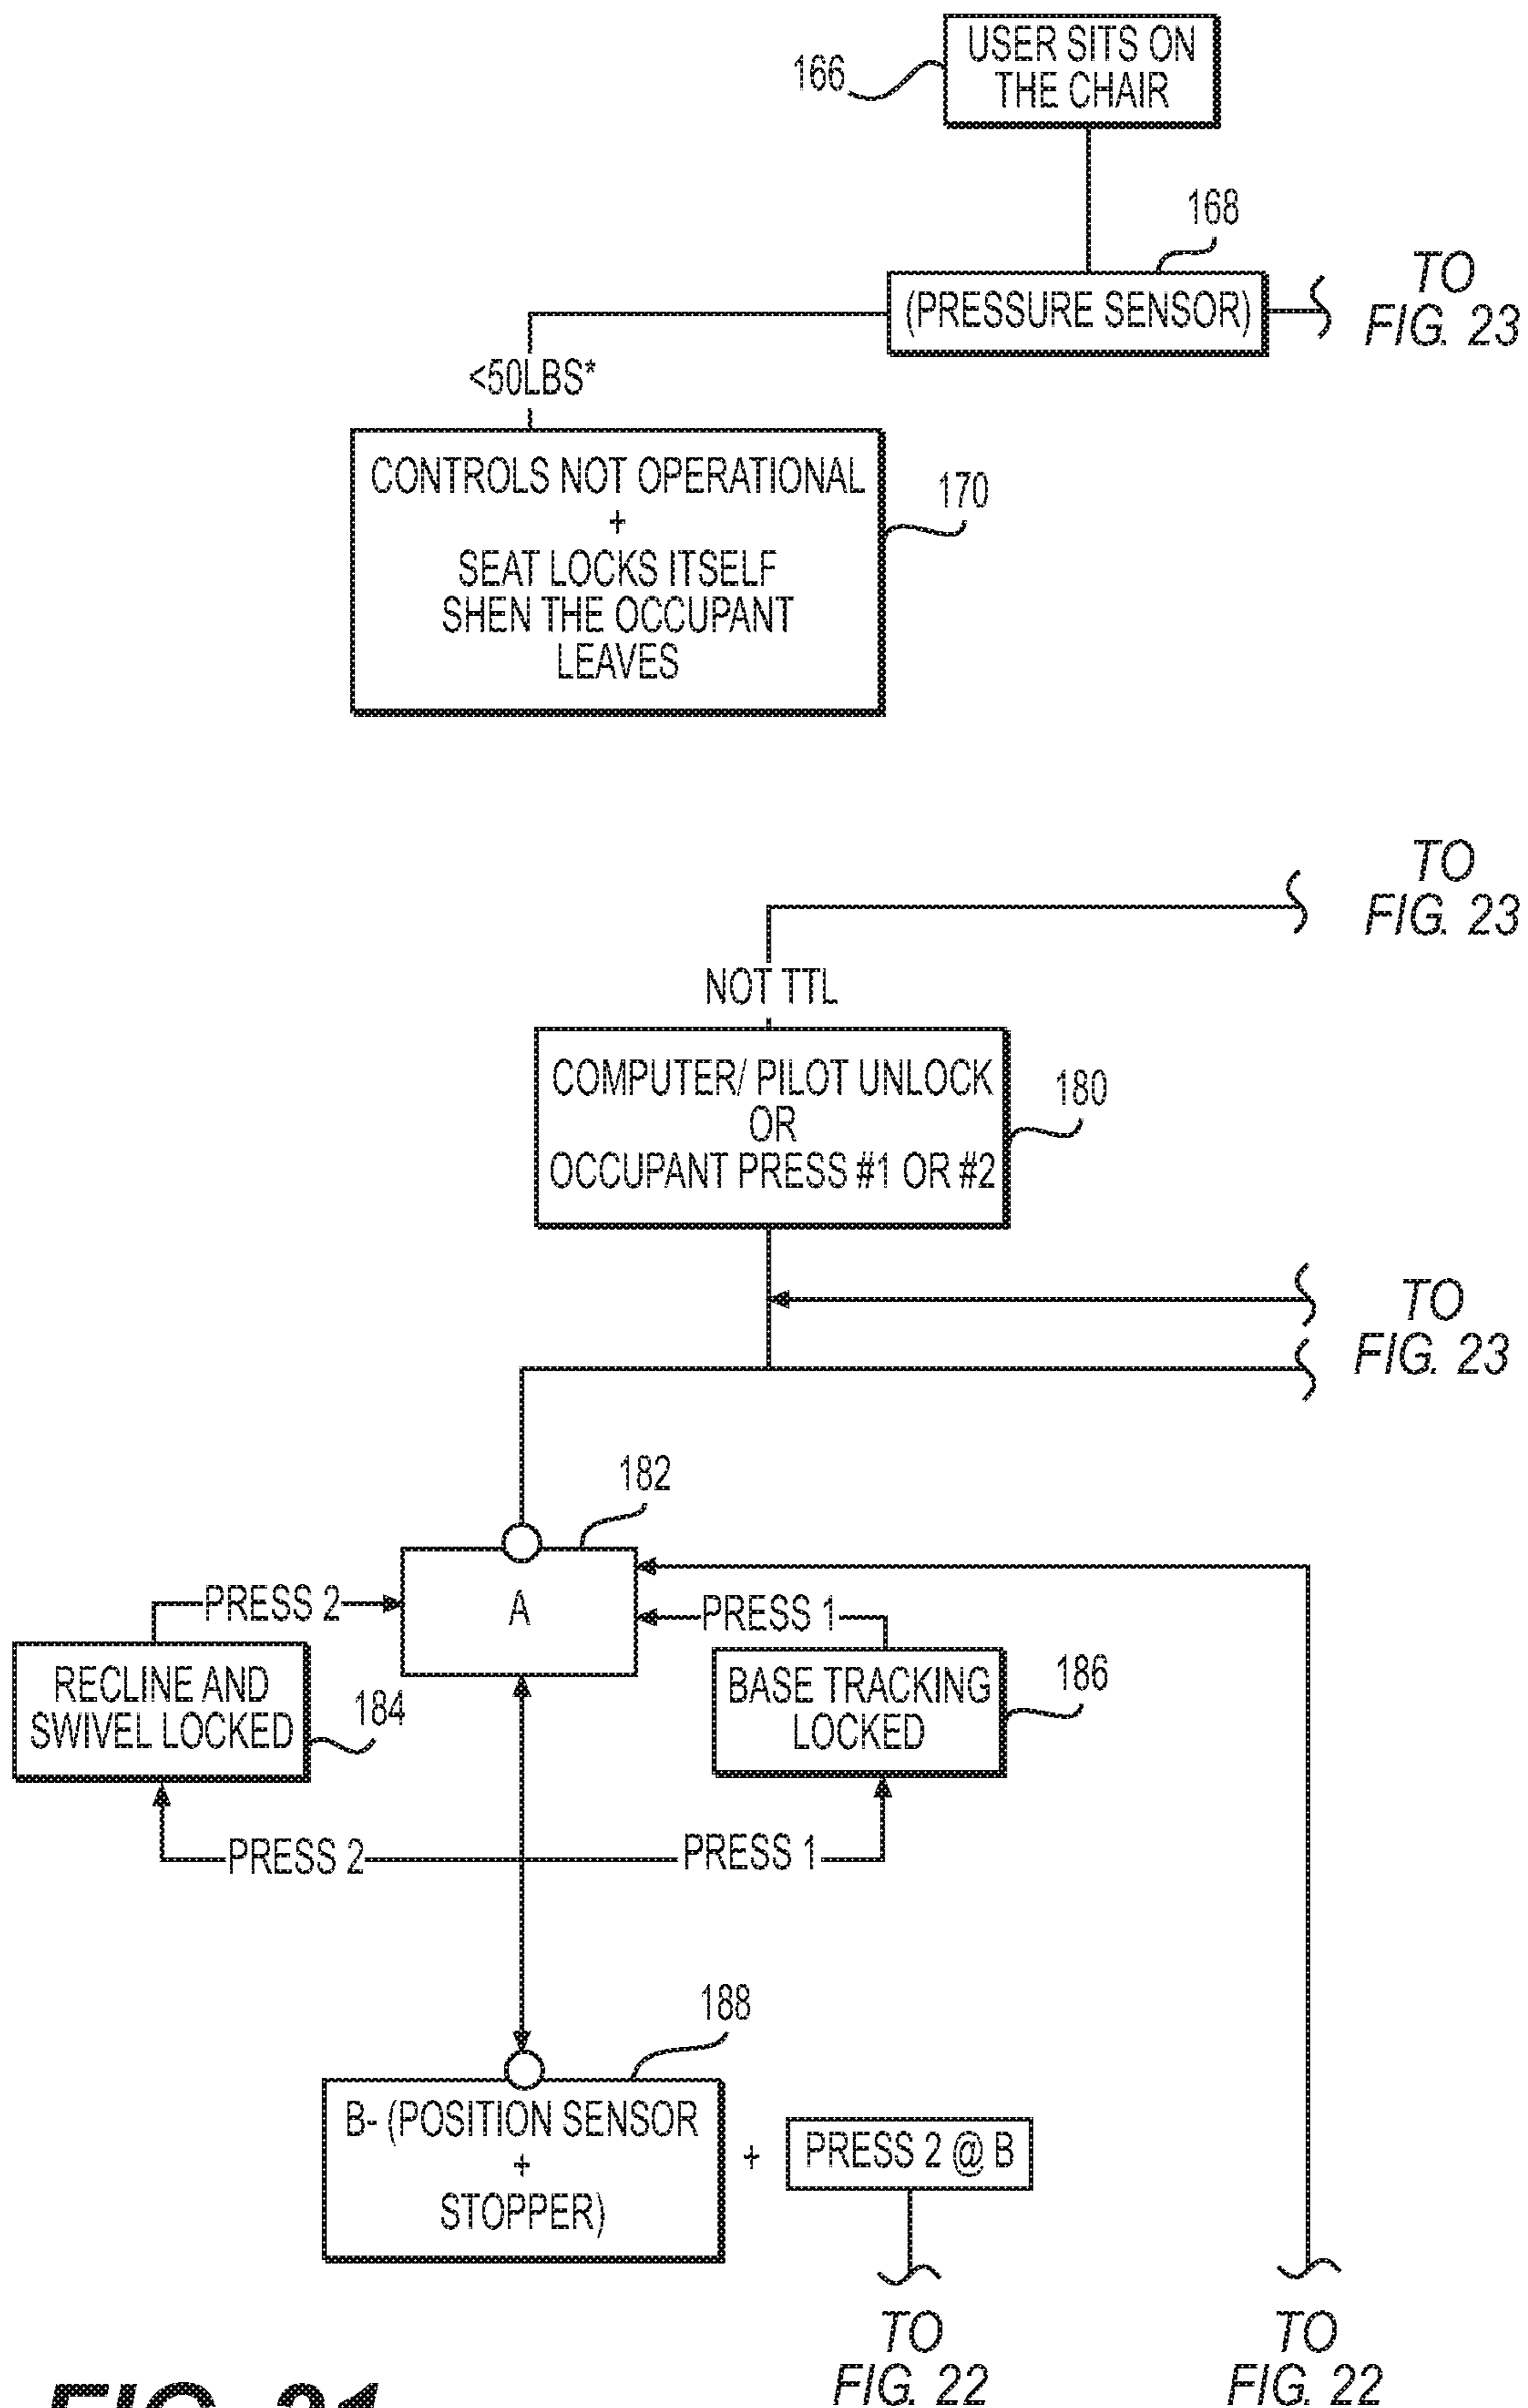 USER SITS ON
THE CHAIR
166
168
(PRESSURE SENSOR)
TO
FIG. 23
<50LBS*
CONTROLS NOT OPERATIONAL
+
SEAT LOCKS ITSELF
SHEN THE OCCUPANT
LEAVES
170
TO
FIG. 23
NOT TTL
COMPUTER/ PILOT UNLOCK
OR
OCCUPANT PRESS #1 OR #2
180
TO
FIG. 23
182
A
PRESS 2
PRESS 1
RECLINE AND
SWIVEL LOCKED
184
BASE TRACKING
LOCKED
186
PRESS 2
PRESS 1
188
B- (POSITION SENSOR
+
STOPPER)
+
PRESS 2 @ B
TO
FIG. 22
TO
FIG. 22
FIG. 21